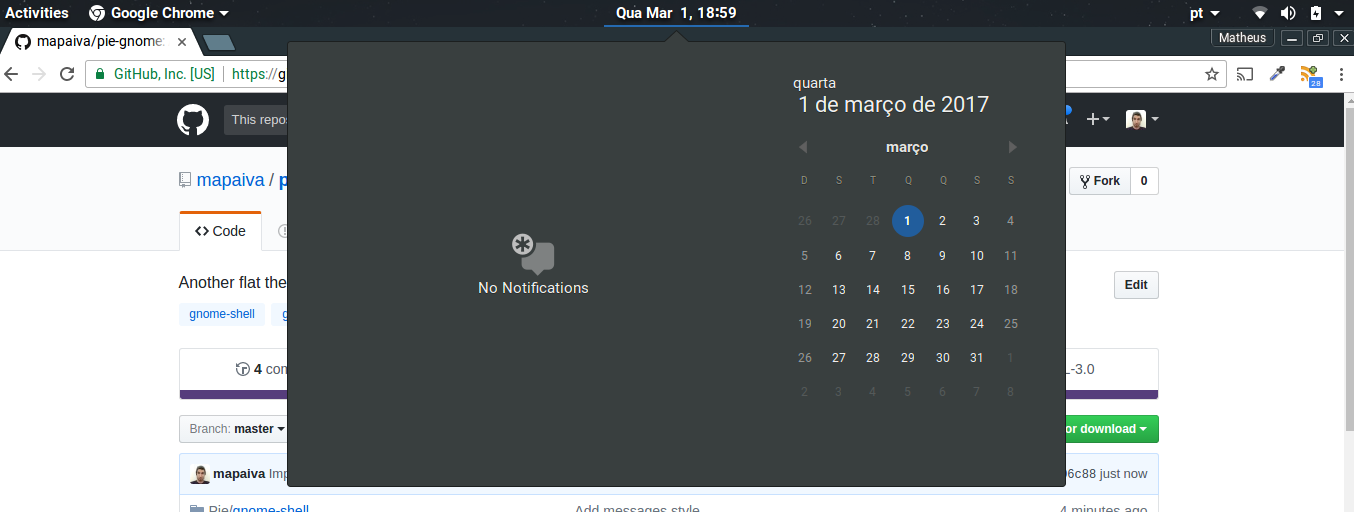 Activities Google Chrome Qua Mar 1, 18:59 pt
mapaiva/pie-gnome Matheus
GitHub, Inc. [US] https://g 28
quarta
1 de março de 2017
This repos
março
mapaiva / p Fork 0
D S T Q Q S S
Code
26 27 28 1 2 3 4
5 6 7 8 9 10 11
No Notifications
Another flat the Edit
12 13 14 15 16 17 18
gnome-shell g
19 20 21 22 23 24 25
26 27 28 29 30 31 1
4 com L-3.0
2 3 4 5 6 7 8
Branch: master or download
mapaiva Imp 06c88 just now
Pie/gnome-shell Add messages style 4 minutes ago